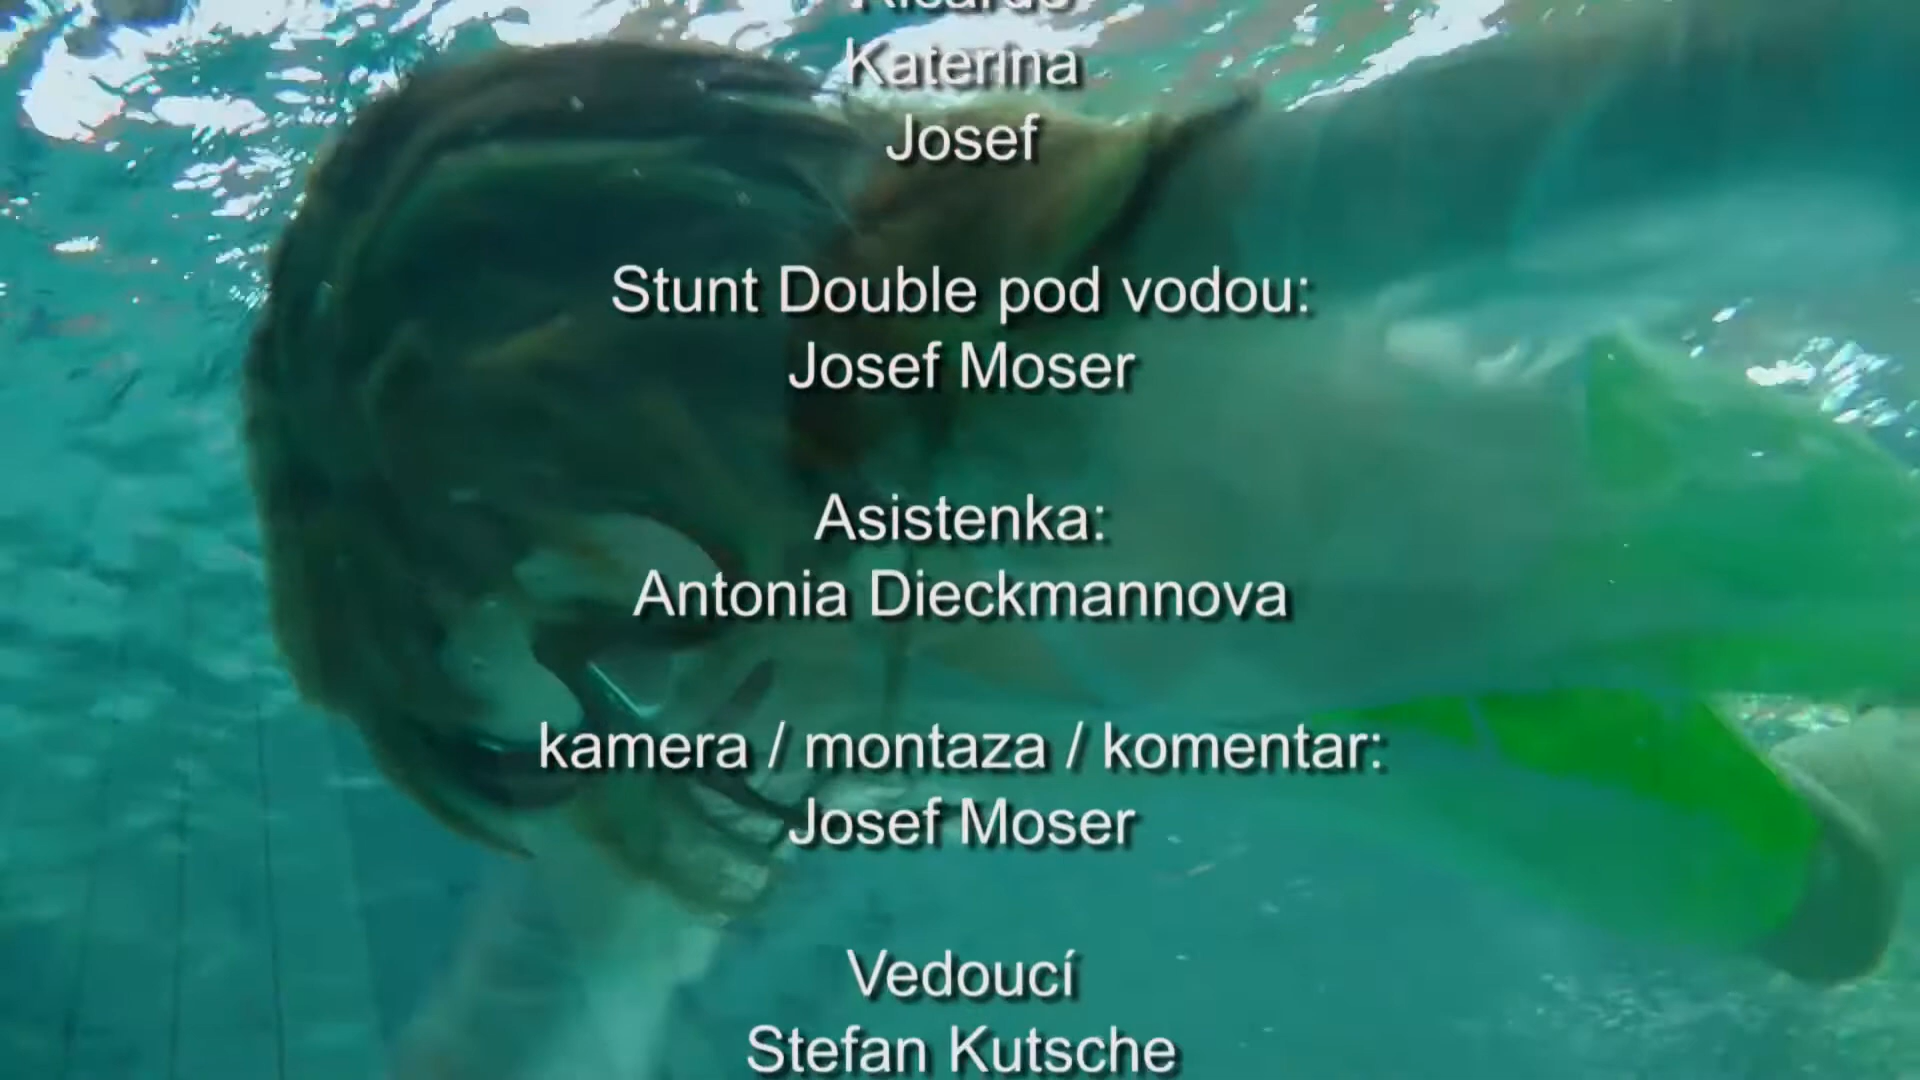 Ricardo
Katerina
Josef
Stunt Double pod vodou:
Josef Moser
Asistenka:
Antonia Dieckmannova
kamera / montaza / komentar:
Josef Moser
Vedoucí
Stefan Kutsche